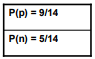 P(p) = 9/14
P(n) = 5/14